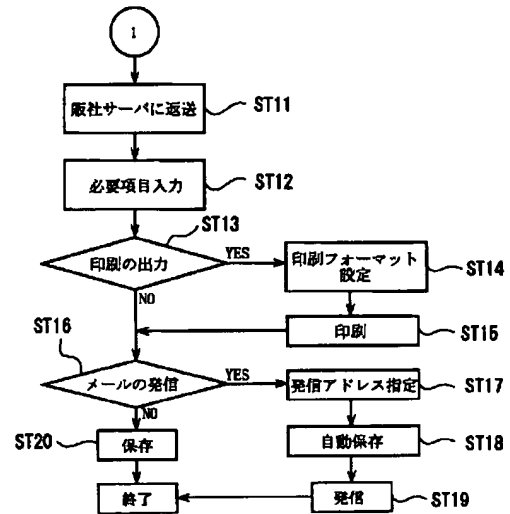 1
販社サーバに返送
ST11
必要項目入力
ST12
ST13
印刷の出力
YES
印刷フォーマット
設定
ST14
NO
印刷
ST15
ST16
メールの発信
YES
発信アドレス指定
ST17
NO
ST20
保存
自動保存
ST18
終了
発信
ST19